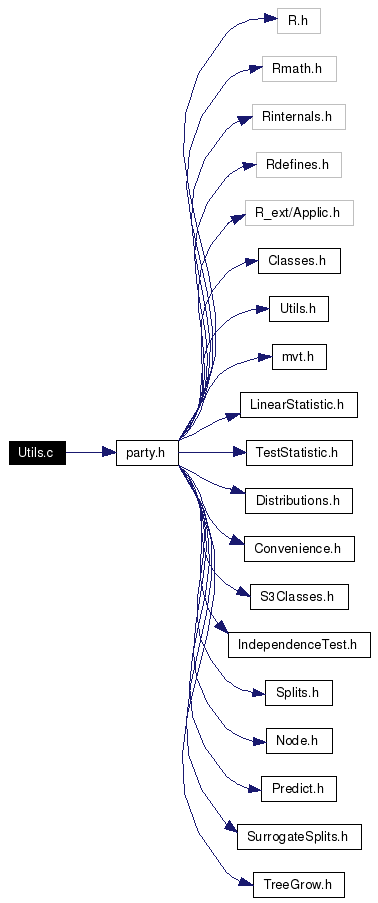 R.h
Rmath.h
Rinternals.h
Rdefines.h
R_ext/Applic.h
Classes.h
Utils.h
mvt.h
LinearStatistic.h
Utils.c
party.h
TestStatistic.h
Distributions.h
Convenience.h
S3Classes.h
IndependenceTest.h
Splits.h
Node.h
Predict.h
SurrogateSplits.h
TreeGrow.h